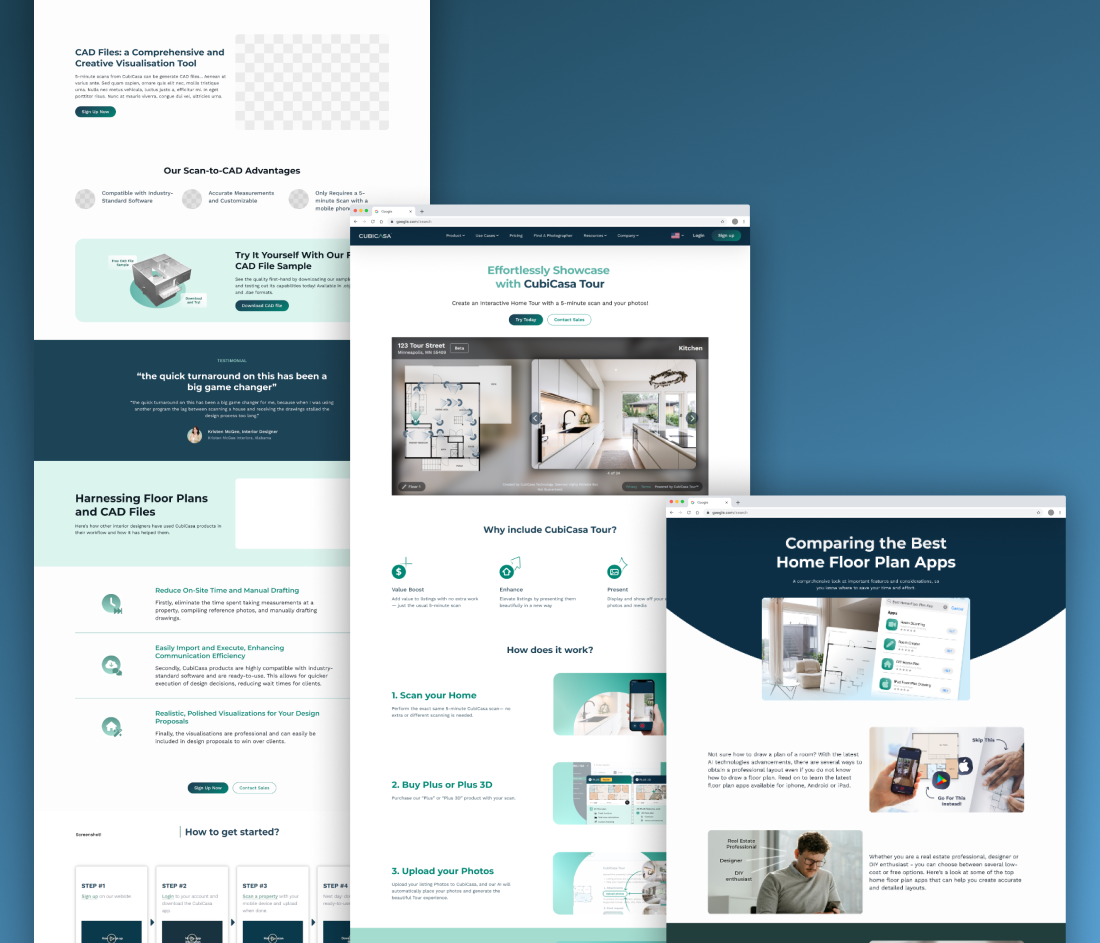 CAD Files: a Comprehensive and
Creative Visualisation Tool
5-minute scans from CubiCasa can be generate CAD files., Aenean at
varius ante. Sed quam sapien, ornare quis elit nec, mollis tristique
urna. Nulla nec metus vehicula, cursus justo a, efficitur mi. In eget
porttitor risus. Nunc at mauris viverra, congue dui vel, ultricies urna.
Sign Up Now
Our Scan-to-CAD Advantages
Compatible with Industry-
Standard Software
Accurate Measurements
and Customizable
Only Requires a 5-
minute Scan with a
mobile phone
Play CAD File
Sample
Download
and Try!
Try It Yourself With Our F
CAD File Sample
See the quality first-hand by downloading our sample
and testing out its capabilities today! Available in
and .dae formats.
Download CAD file
TESTIMONIAL
“the quick turnaround on this has been a
big game changer”
“the quick turnaround on this has been a big game changer for me, because when I was using
another program the lag between scanning a house and receiving the drawings stalled the
design process too long.”
Kristen McGee, Interior Designer
Kristen McGee Interiors, Alabama
Harnessing Floor Plans
and CAD Files
Here's how other interior designers have used CubiCasa products in
their workflow and how it has helped them.
Reduce On-Site Time and Manual Drafting
Firstly, eliminate the time spent taking measurements at a
property, compiling reference photos, and manually drafting
drawings.
Easily Import and Execute, Enhancing
Communication Efficiency
Secondly, CubiCasa products are highly compatible with industry-
standard software and are ready-to-use. This allows for quicker
execution of design decisions, reducing wait times for clients.
Realistic, Polished Visualizations for Your Design
Proposals
Finally, the visualisations are professional and can easily be
included in design proposals to win over clients.
Sign Up Now
Contact Sales
Screenshot!
How to get started?
STEP #1
Sign up on our website
STEP #2
Login to your account and
download the CubiCasa
app
STEP #3
Scan a property with your
mobile device and upload
when done
STEP #4
Next day
ready-to-use
Google
google.com/search
CUBICASA
Product
Use Cases
Pricing
Find A Photographer
Resources
Company
Login
Sign up
Effortlessly Showcase
with CubiCasa Tour
Create an Interactive Home Tour with a 5-minute scan and your photos!
Try Today
Contact Sales
123 Tour Street
Minneapolis, MN 16403
Beta
Kitchen
Floor 1
Privacy
Terms
Powered by CubiCasa Tour™
Why include CubiCasa Tour?
Value Boost
Add value to listings with no extra work
— just the usual 5-minute scan
Enhance
Elevate listings by presenting them
beautifully in a new way
Present
Display and show off your
photos and media
How does it work?
1. Scan your Home
Perform the exact same 5-minute CubiCasa scan— no
extra or different scanning is needed.
2. Buy Plus or Plus 3D
Purchase our "Plus" or "Plus 3D" product with your scan.
3. Upload your Photos
Upload your listing Photos to CubiCasa, and our AI will
automatically place your photos and generate the
beautiful Tour experience.
Google
google.com/search
Comparing the Best
Home Floor Plan Apps
A comprehensive look at important features and considerations, so
you know where to save your time and effort.
Cancel
Apps
Not sure how to draw a plan of a room? With the latest
AI technologies advancements, there are several ways to
obtain a professional layout even if you do not know
how to draw a floor plan. Read on to learn the latest
floor plan apps available for iphone, Android or iPad.
Skip This
Go For This
Instead!
Real Estate
Professional
Designer
DIY
enthusiast
Whether you are a real estate professional, designer or
DIY enthusiast - you can choose between several low-
cost or free options. Here's a look at some of the top
home floor plan apps that can help you create accurate
and detailed layouts.